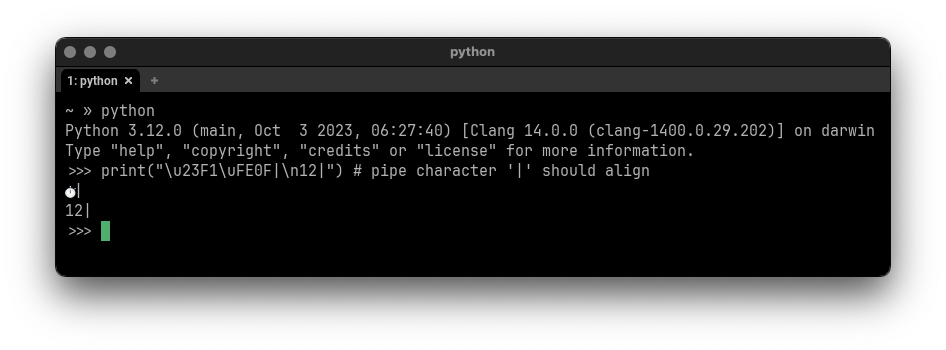 python
1: python × +
~ » python
Python 3.12.0 (main, Oct  3 2023, 06:27:40) [Clang 14.0.0 (clang-1400.0.29.202)] on darwin
Type "help", "copyright", "credits" or "license" for more information.
>>> print("\u23F1\uFE0F|\n12|") # pipe character '|' should align
⏱️|
12|
>>>